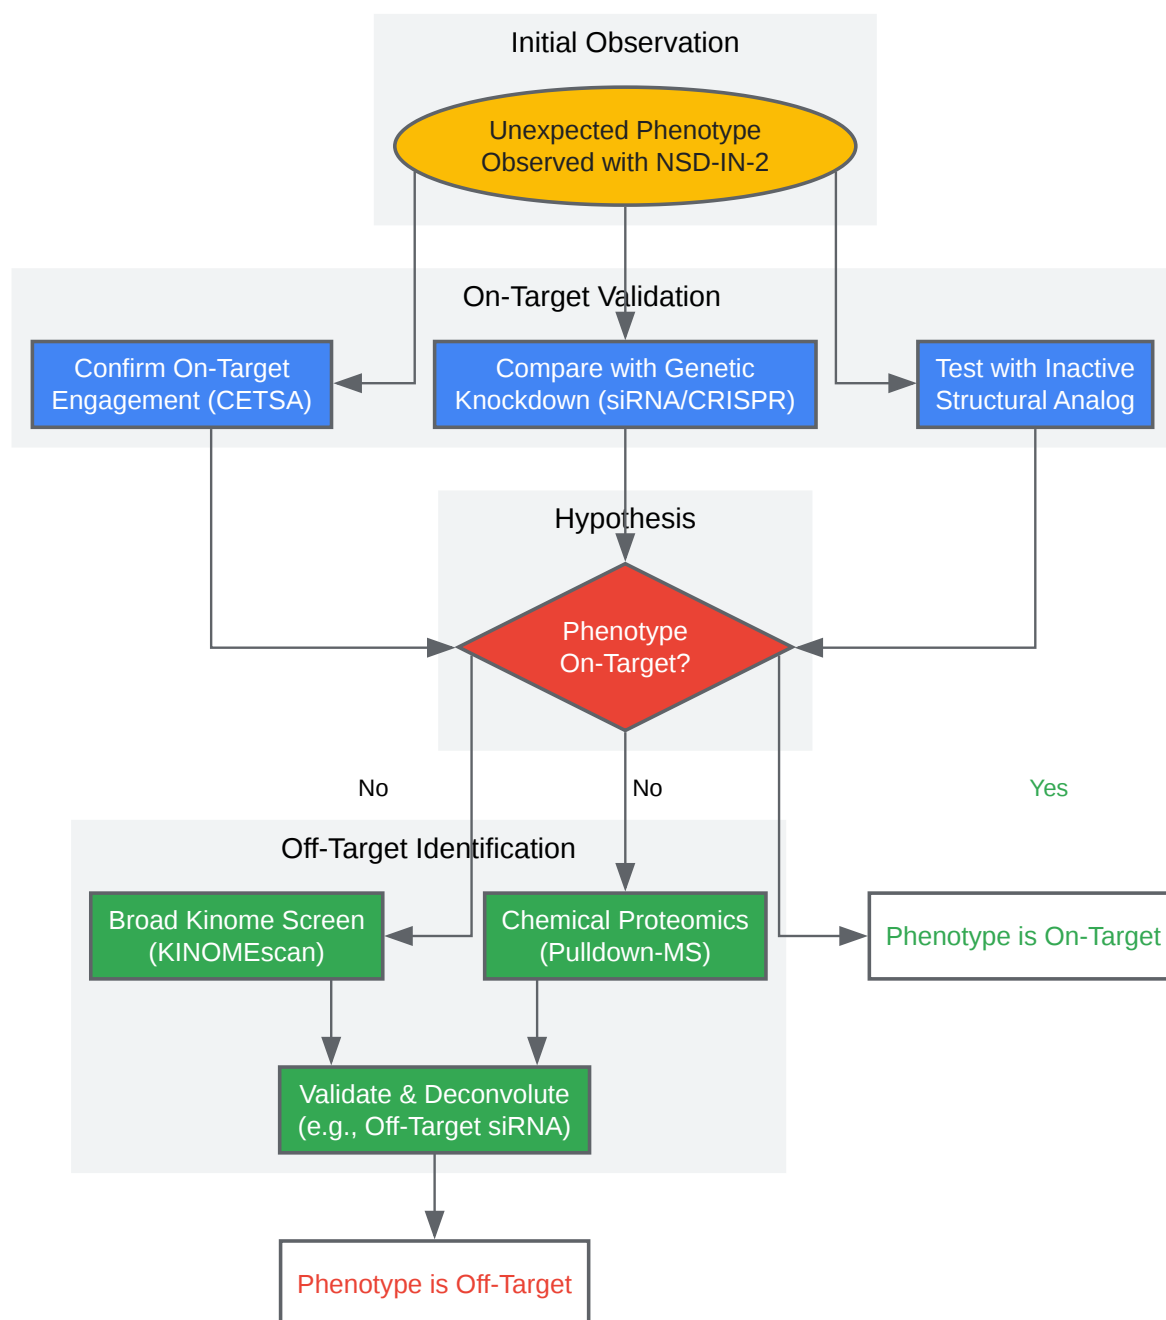 Initial Observation
Unexpected Phenotype
Observed with NSD-IN-2
On-Target Validation
Confirm On-Target
Engagement (CETSA)
Compare with Genetic
Knockdown (siRNA/CRISPR)
Test with Inactive
Structural Analog
Hypothesis
Phenotype
On-Target?
No
No
Yes
Off-Target Identification
Broad Kinome Screen
(KINOMEscan)
Chemical Proteomics
(Pulldown-MS)
Phenotype is On-Target
Validate & Deconvolute
(e.g., Off-Target siRNA)
Phenotype is Off-Target